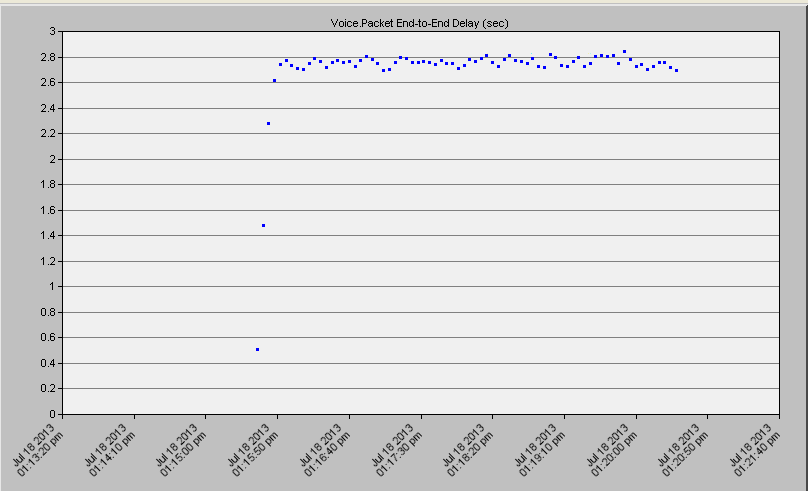 Voice.Packet End-to-End Delay (sec)
3
2.8
2.6
2.4
2.2
2
1.8
1.6
1.4
1.2
1
0.8
0.6
0.4
0.2
0
Jul 18 2013
01:13:20 pm
Jul 18 2013
01:14:10 pm
Jul 18 2013
01:15:00 pm
Jul 18 2013
01:15:50 pm
Jul 18 2013
01:16:40 pm
Jul 18 2013
01:17:30 pm
Jul 18 2013
01:18:20 pm
Jul 18 2013
01:19:10 pm
Jul 18 2013
01:20:00 pm
Jul 18 2013
01:20:50 pm
Jul 18 2013
01:21:40 pm